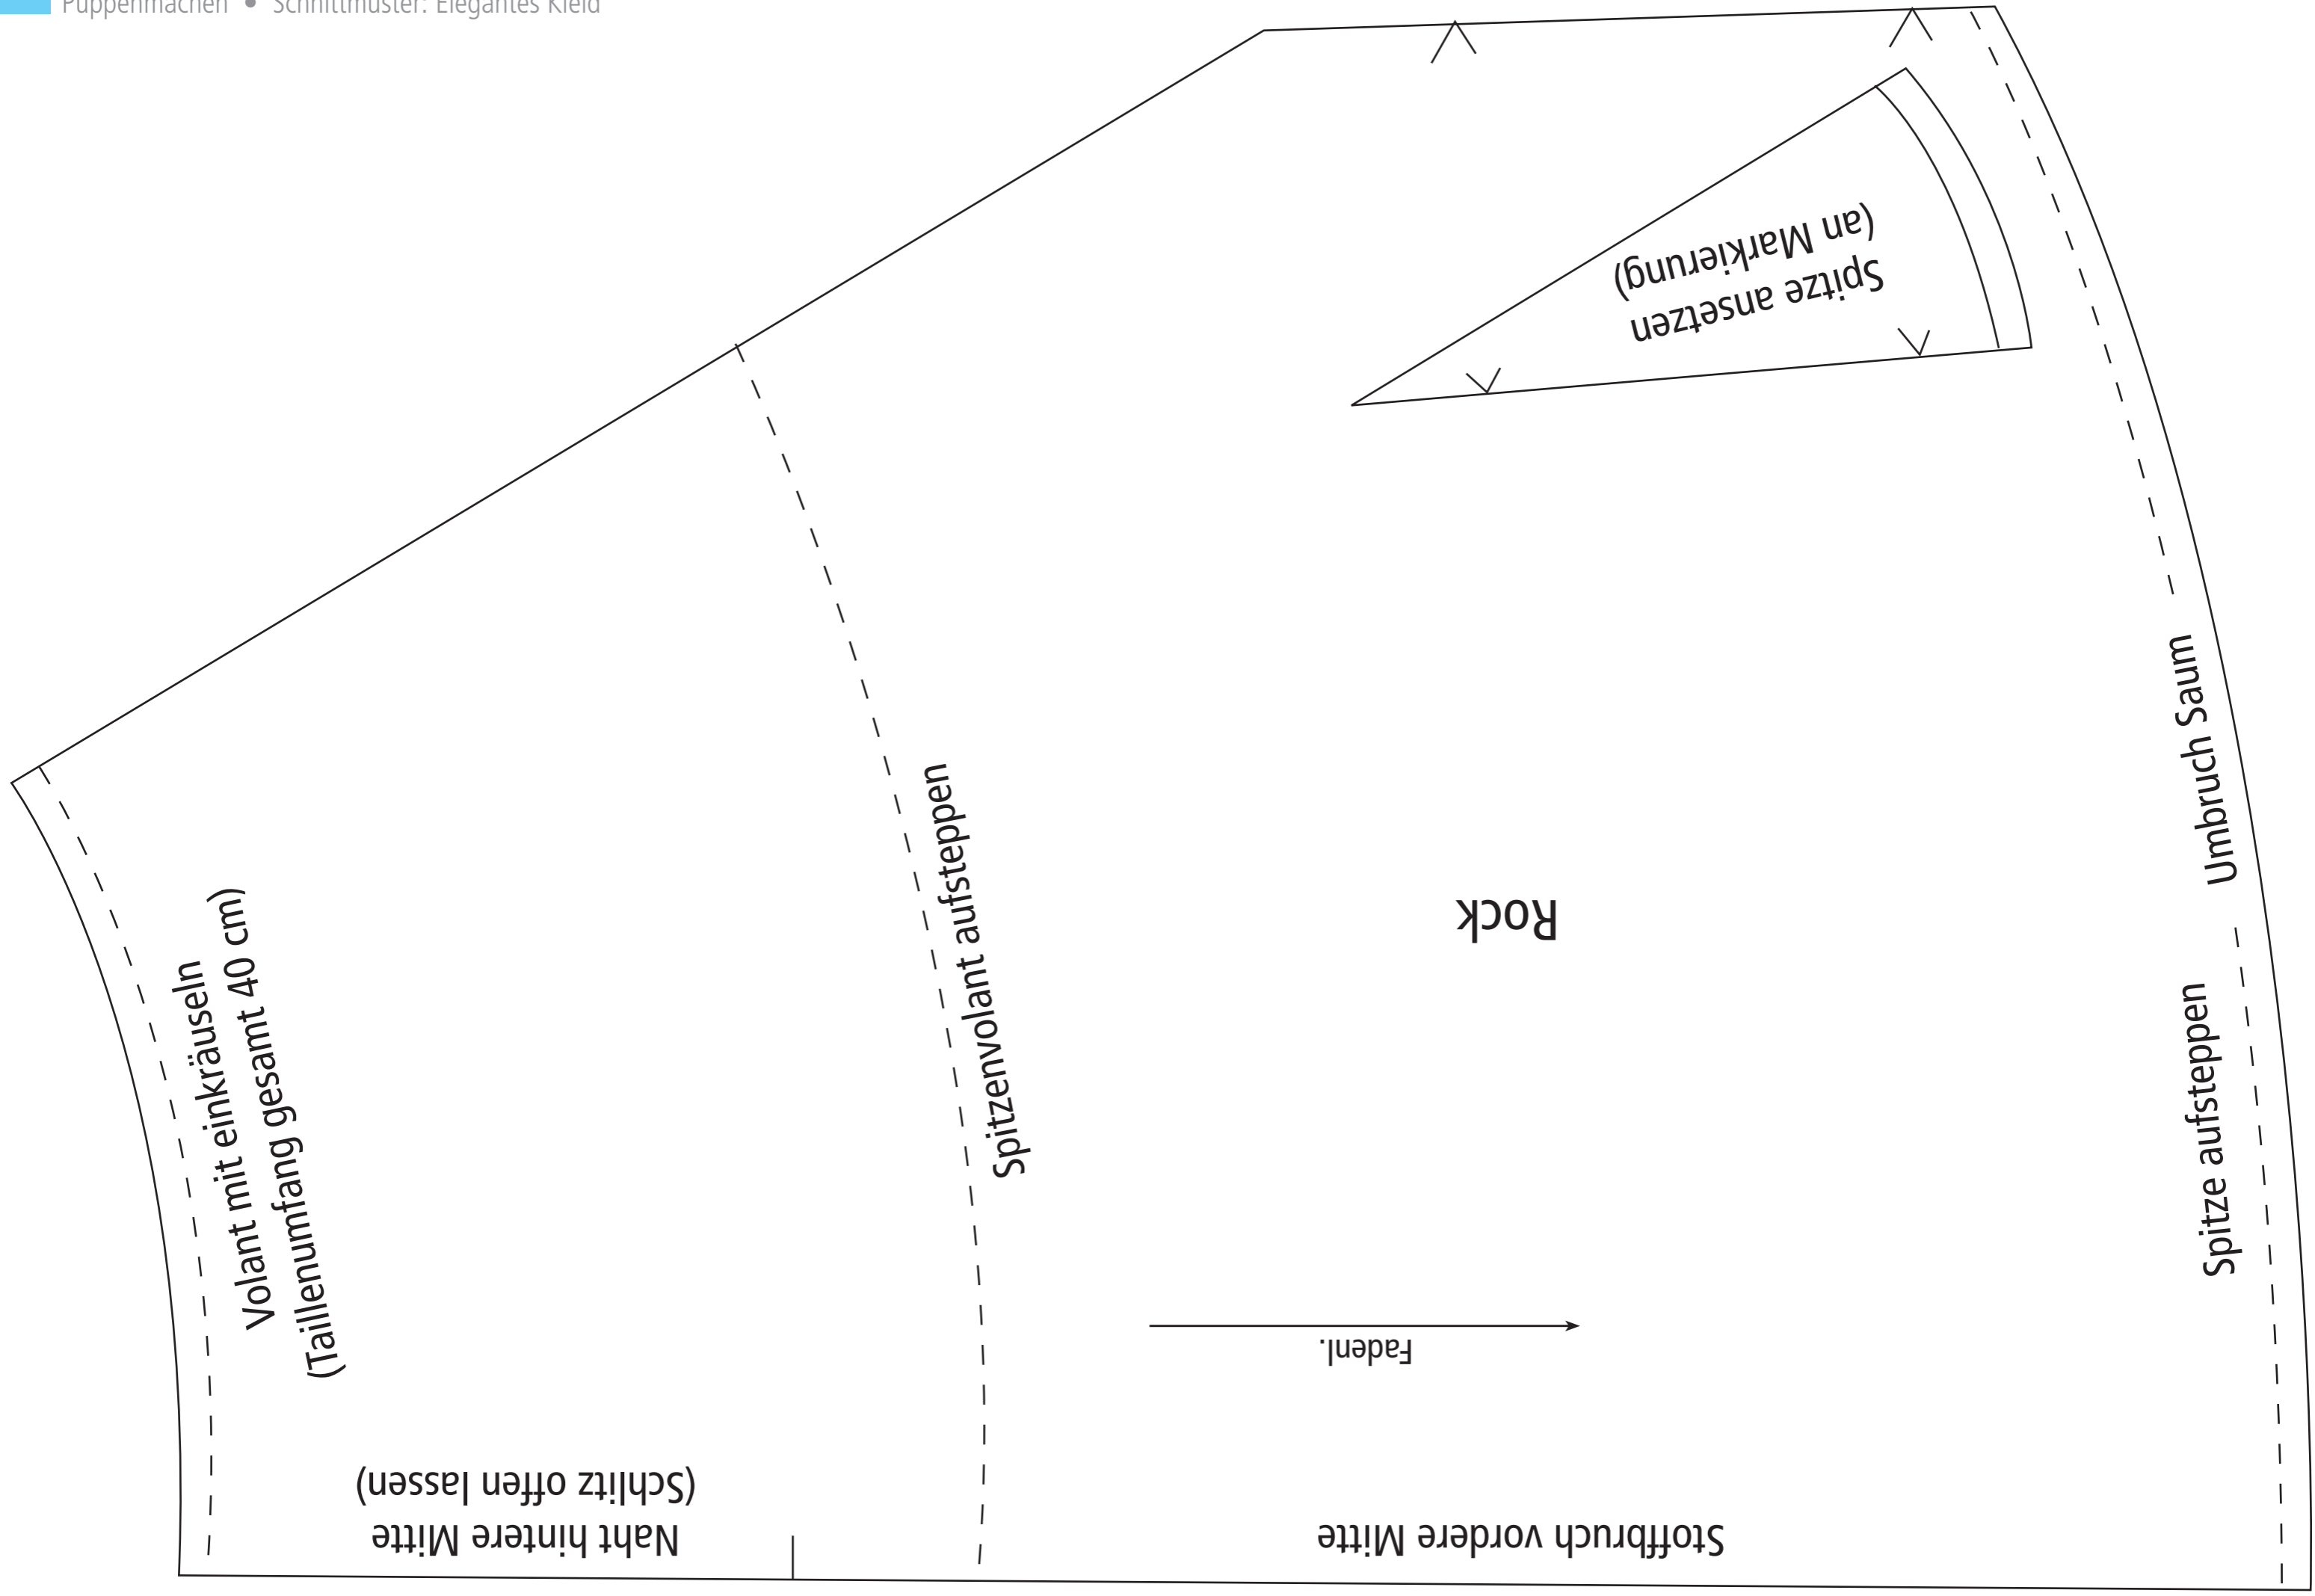 Puppenmachen • Schnittmuster: Elegantes Kleid
Spitze ansetzen
(an Markierung)
Umbruch Saum
Spitze aufsteppen
Spitzenvolant aufsteppen
Rock
Volant mit einkräuseln
(Taillenumfang gesamt 40 cm)
Fadenl.
Naht hintere Mitte
(Schlitz offen lassen)
Stoffbruch vordere Mitte